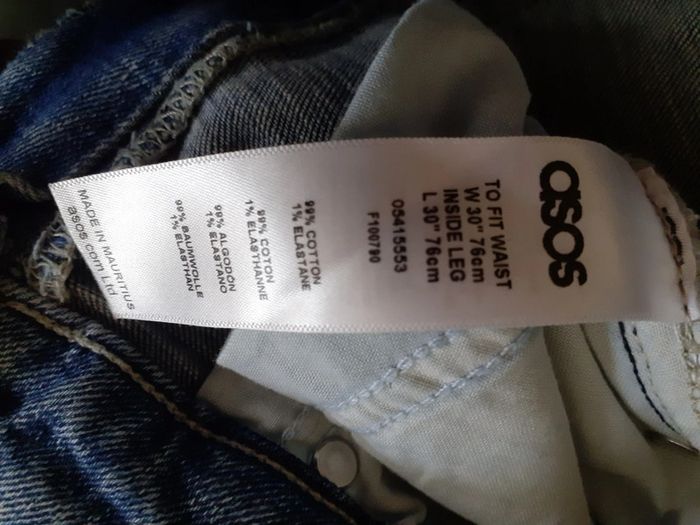 asos
TO FIT WAIST
W 30" 76cm
INSIDE LEG
L 30" 76cm
05415553
F100790
99% COTTON
1% ELASTANE
99% COTON
1% ELASTHANNE
99% ALGODÓN
1% ELASTANO
99% BAUMWOLLE
1% ELASTHAN
MADE IN MAURITIUS
asos.com Ltd